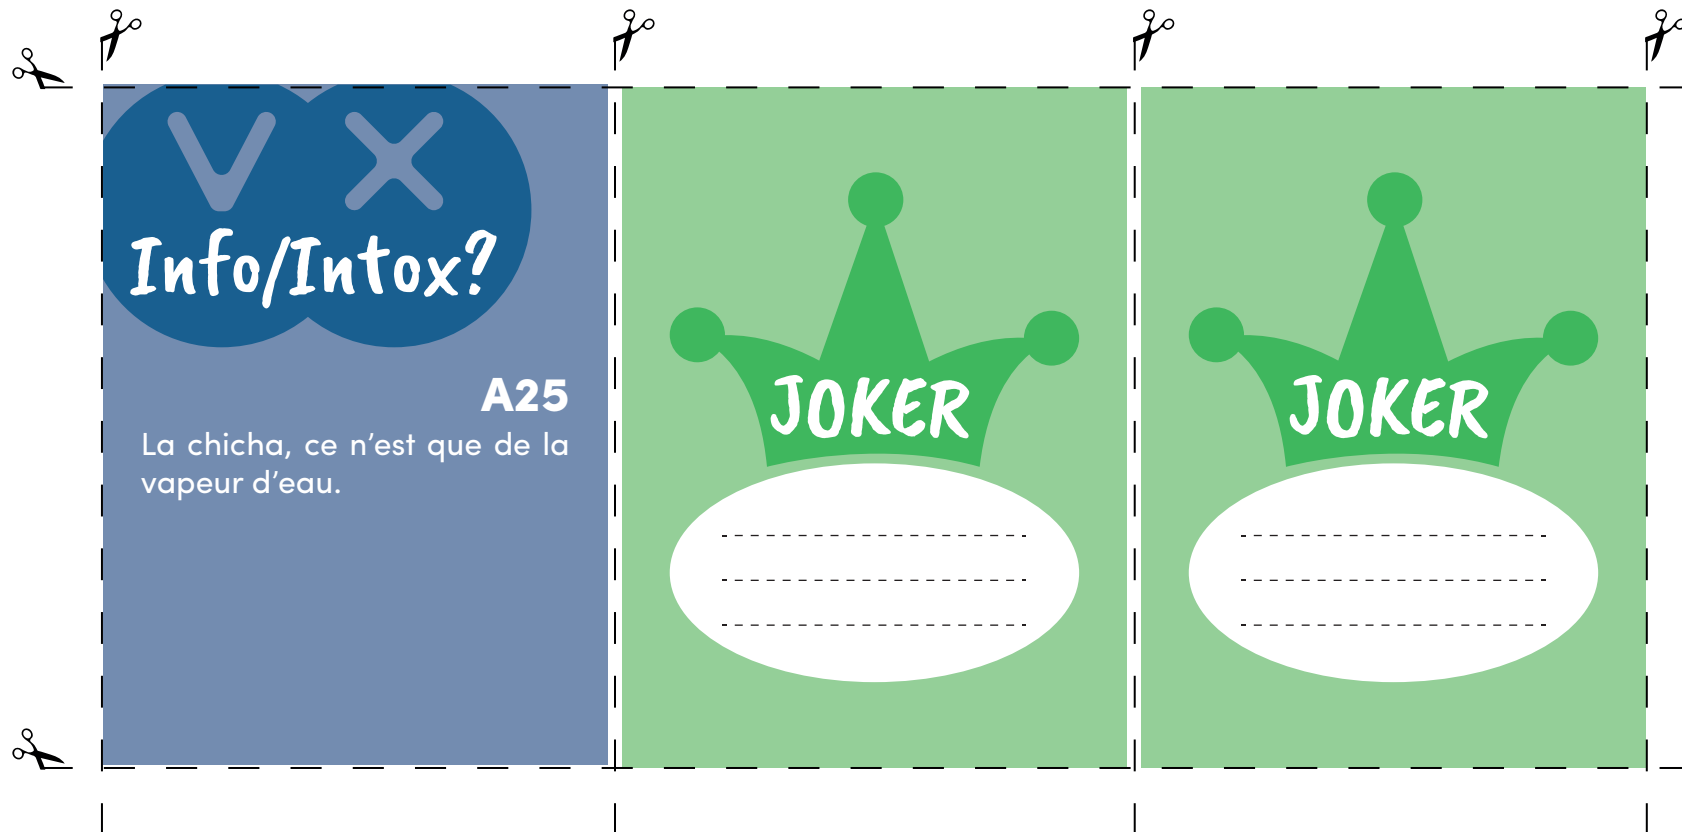 V X
Info/Intox?
A25
La chicha, ce n’est que de la
vapeur d’eau.
JOKER
JOKER